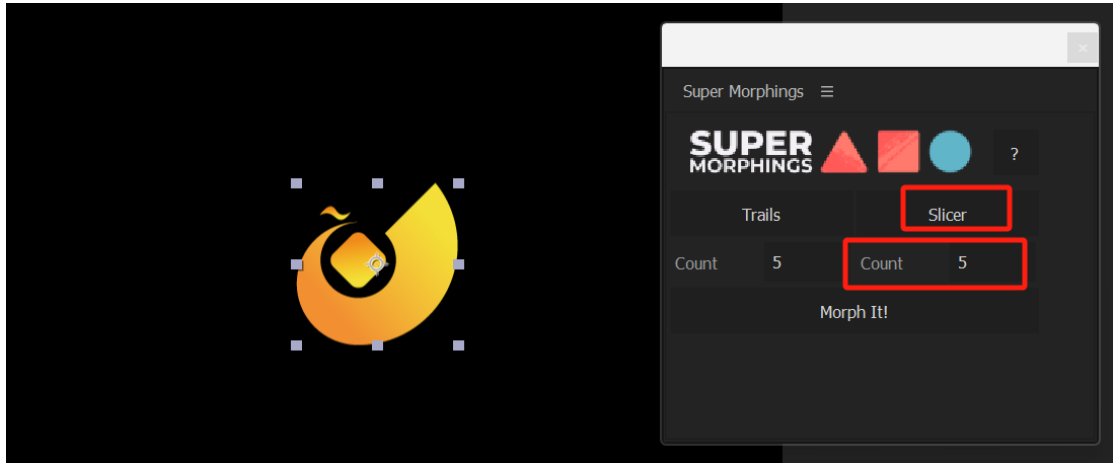 Super Morphings
SUPER
MORPHINGS
?
Trails Slicer
Count 5 Count 5
Morph It!